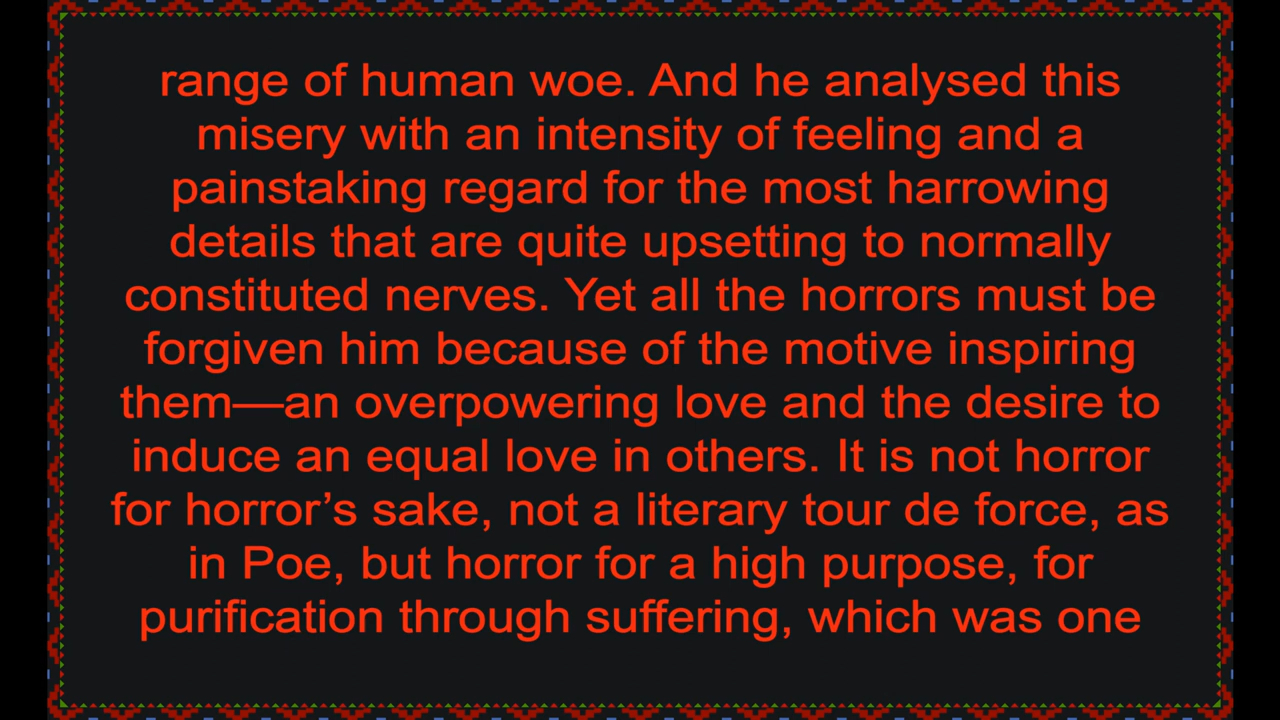 range of human woe. And he analysed this
misery with an intensity of feeling and a
painstaking regard for the most harrowing
details that are quite upsetting to normally
constituted nerves. Yet all the horrors must be
forgiven him because of the motive inspiring
them—an overpowering love and the desire to
induce an equal love in others. It is not horror
for horror’s sake, not a literary tour de force, as
in Poe, but horror for a high purpose, for
purification through suffering, which was one